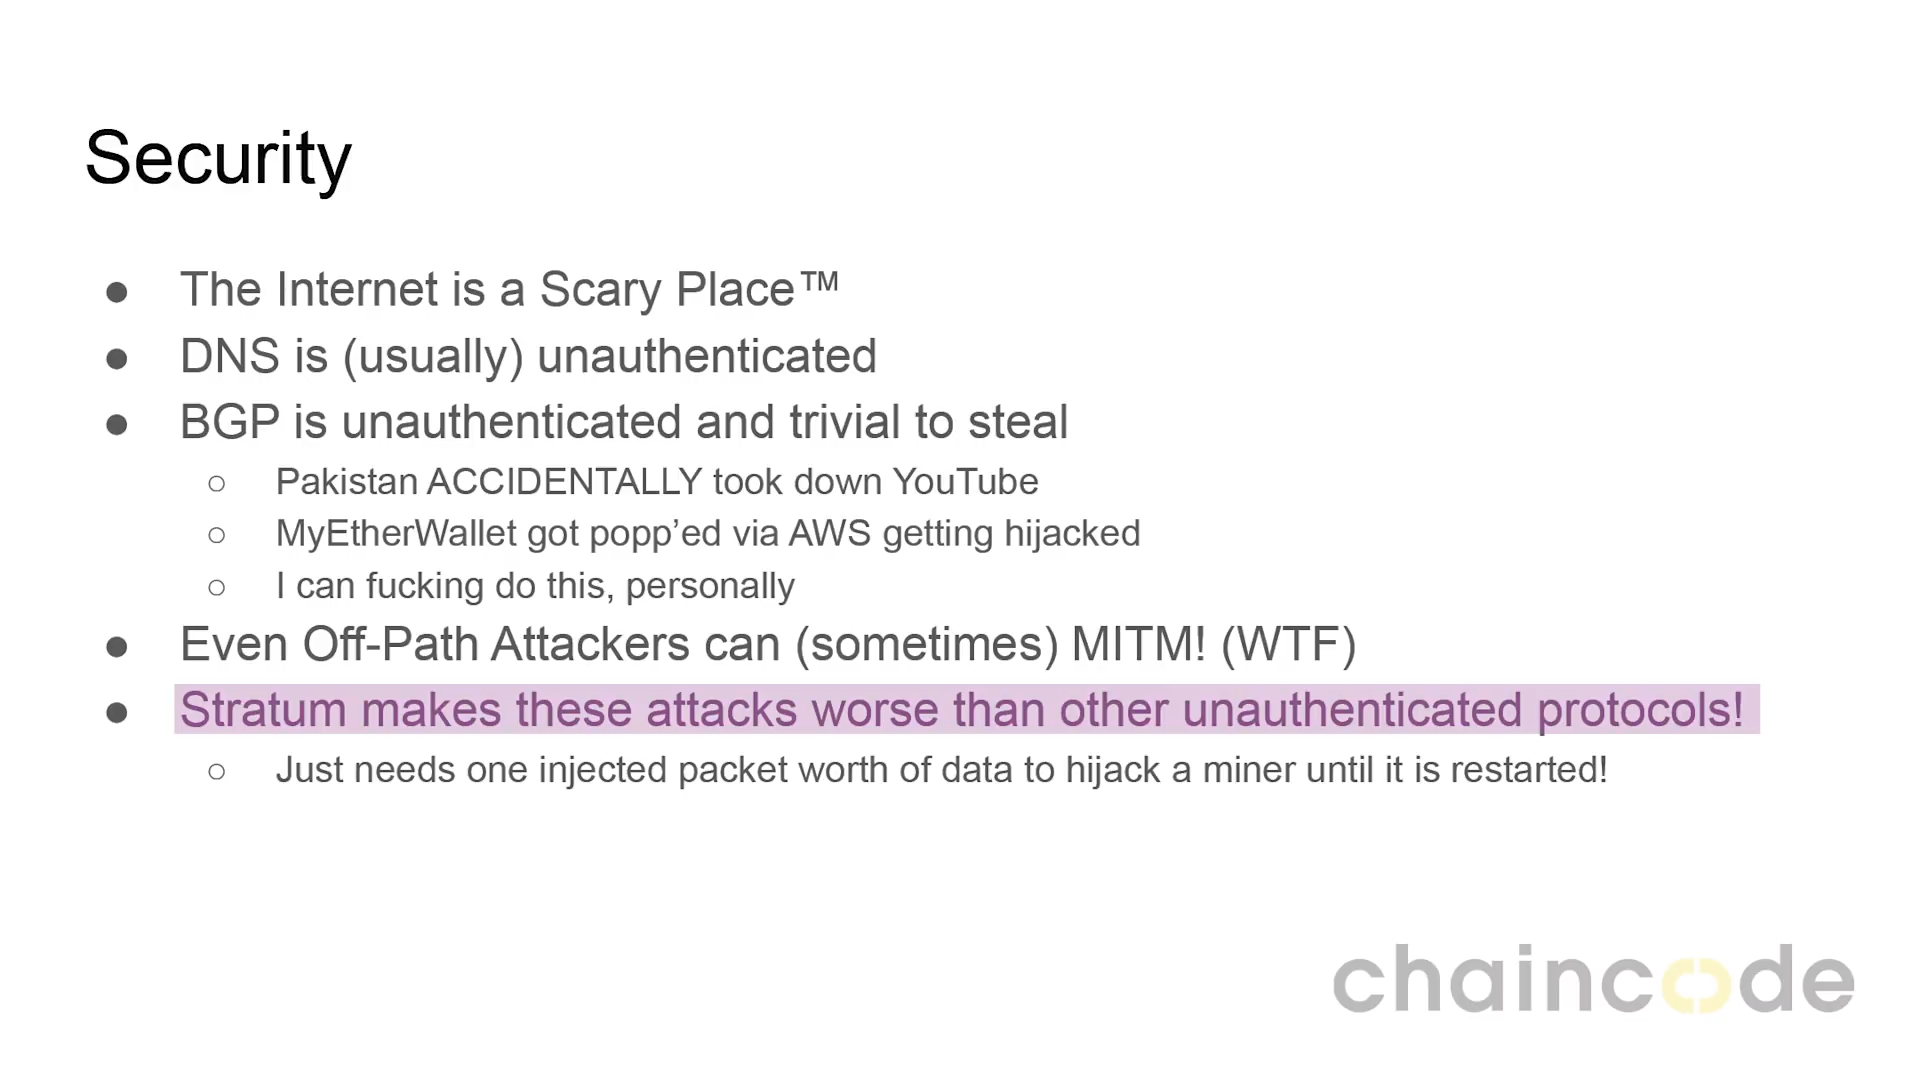 Security
● The Internet is a Scary Place™
● DNS is (usually) unauthenticated
● BGP is unauthenticated and trivial to steal
○ Pakistan ACCIDENTALLY took down YouTube
○ MyEtherWallet got popp’ed via AWS getting hijacked
○ I can fucking do this, personally
● Even Off-Path Attackers can (sometimes) MITM! (WTF)
● Stratum makes these attacks worse than other unauthenticated protocols!
○ Just needs one injected packet worth of data to hijack a miner until it is restarted!
chaincode